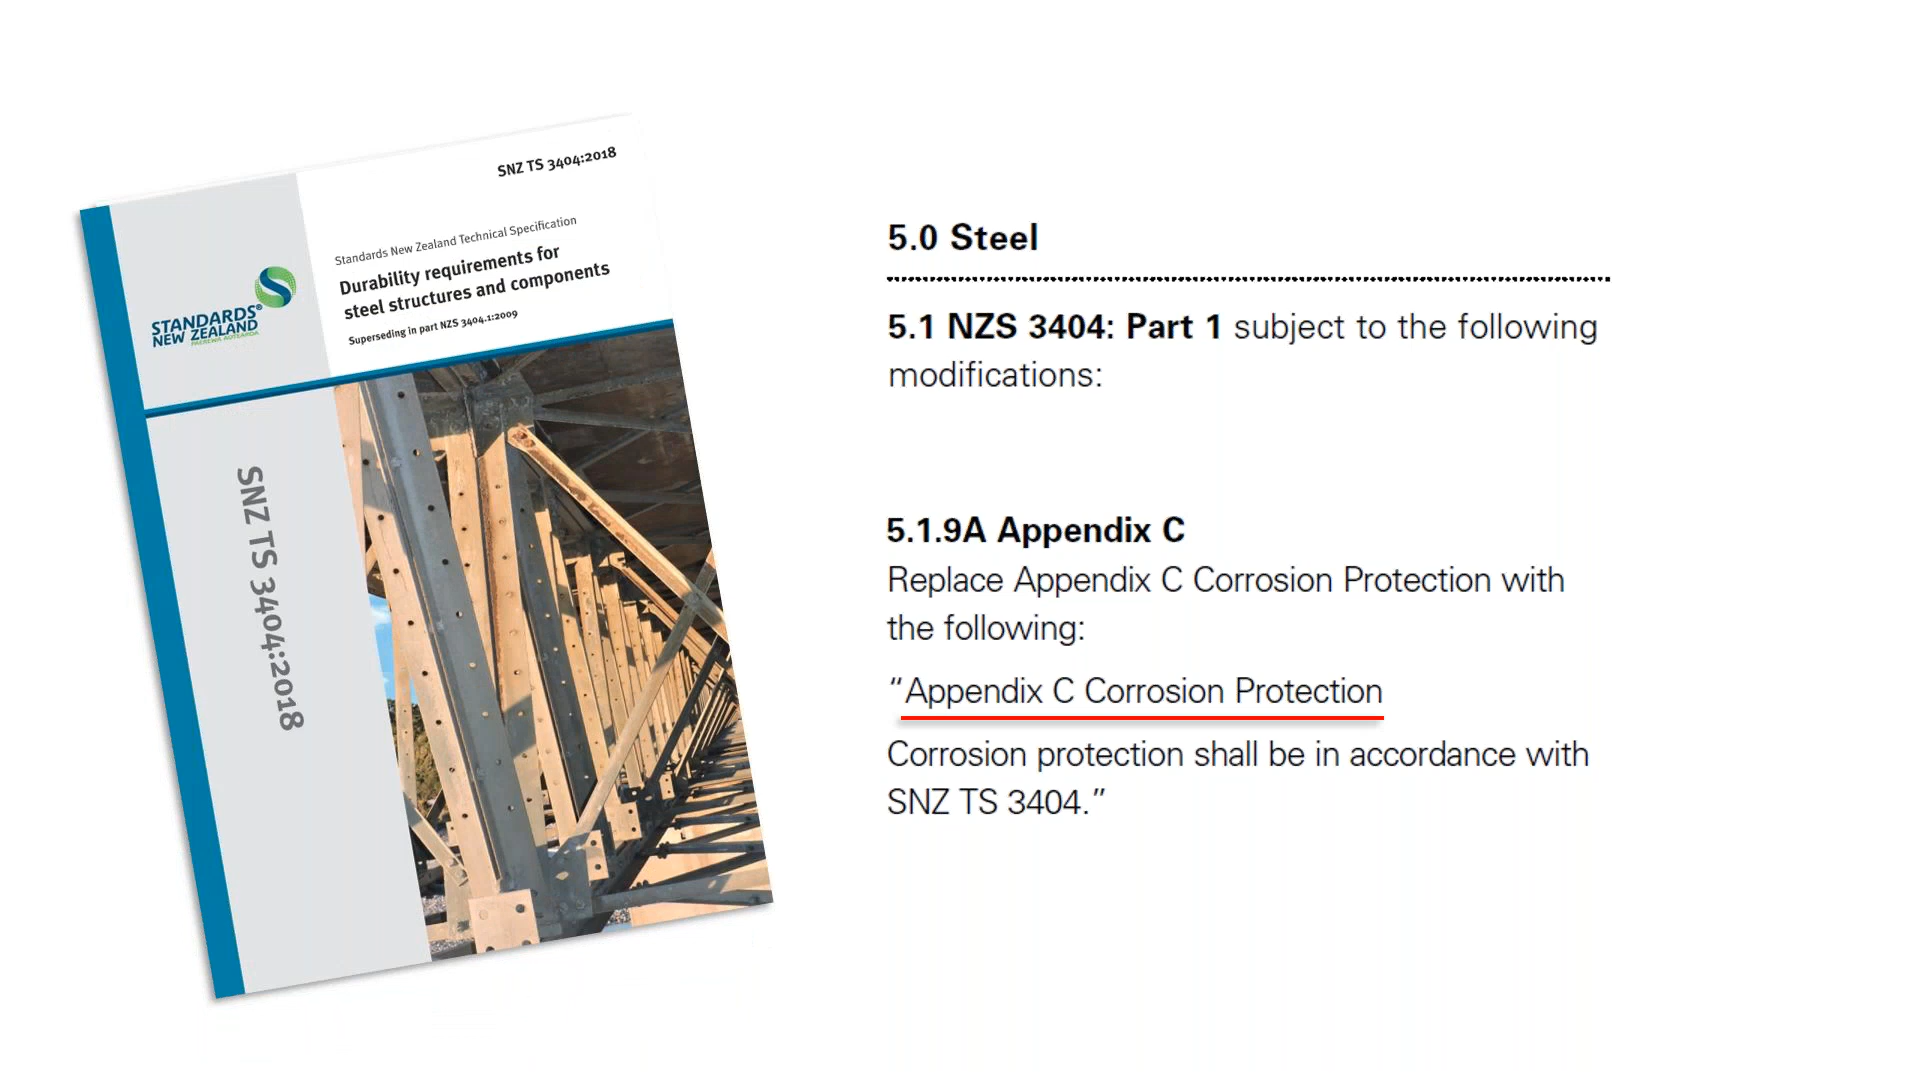 SNZ TS 3404:2018
Standards New Zealand Technical Specification
Durability requirements for
steel structures and components
Superseding in part NZS 3404.1:2009
STANDARDS®
NEW ZEALAND
PAEREWA AOTEAROA
SNZ TS 3404:2018
5.0 Steel
5.1 NZS 3404: Part 1 subject to the following
modifications:
5.1.9A Appendix C
Replace Appendix C Corrosion Protection with
the following:
“Appendix C Corrosion Protection
Corrosion protection shall be in accordance with
SNZ TS 3404.”